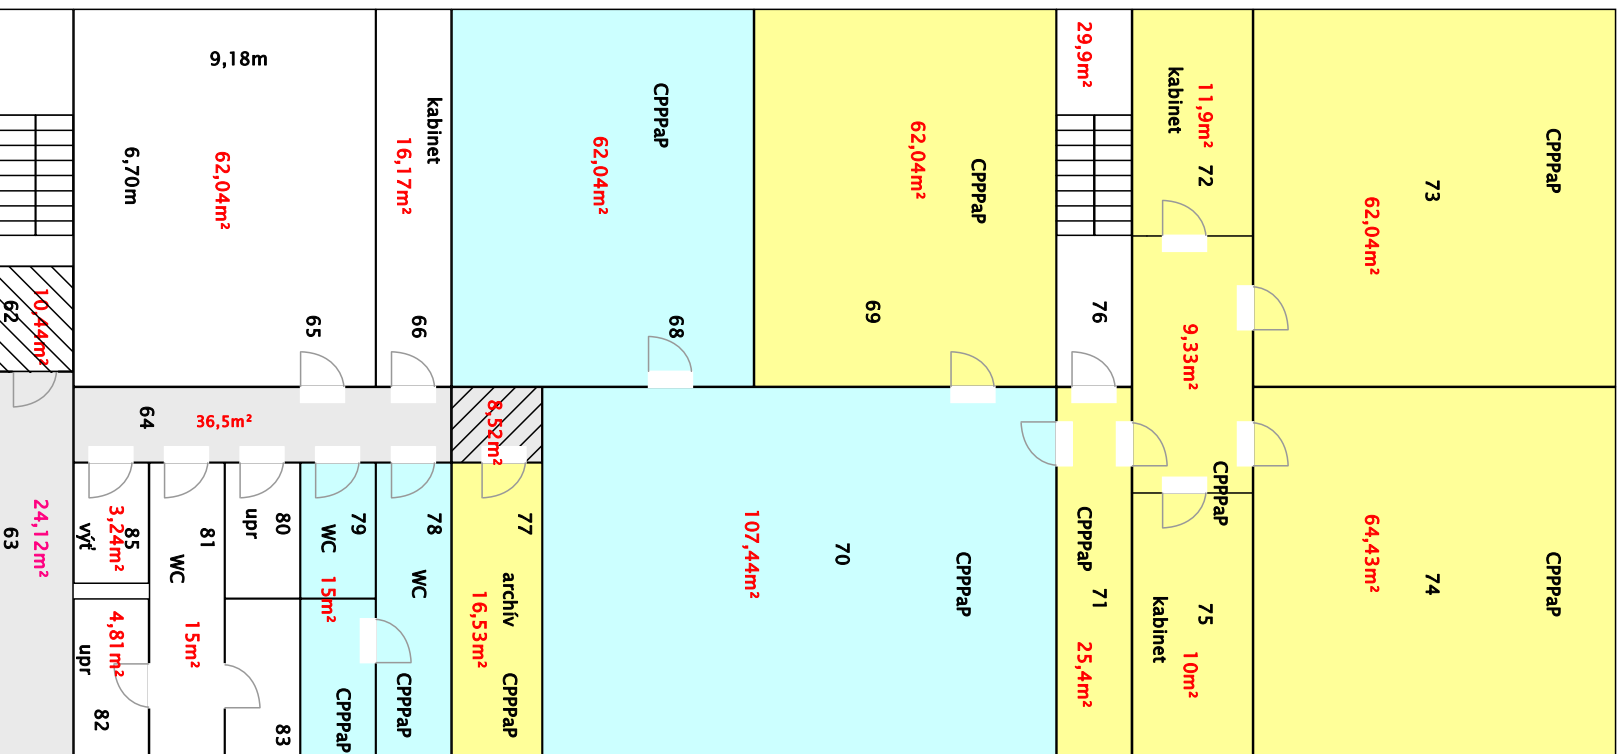 9,18m
6,70m
62,04m²
65
kabinet
16,17m²
66
CPPPaP
62,04m²
68
62,04m²
CPPPaP
69
29,9m²
76
kabinet
11,9m²
72
9,33m²
CPPPaP
73
62,04m²
62
10,44m²
64
36,5m²
8,52m²
63
24,12m²
výť
3,24m²
85
upr
4,81m²
82
81
WC
15m²
upr
80
83
79
WC
15m²
CPPPaP
78
WC
CPPPaP
77
archív
16,53m²
CPPPaP
107,44m²
70
CPPPaP
CPPPaP
71
25,4m²
CPPPaP
kabinet
75
10m²
64,43m²
74
CPPPaP